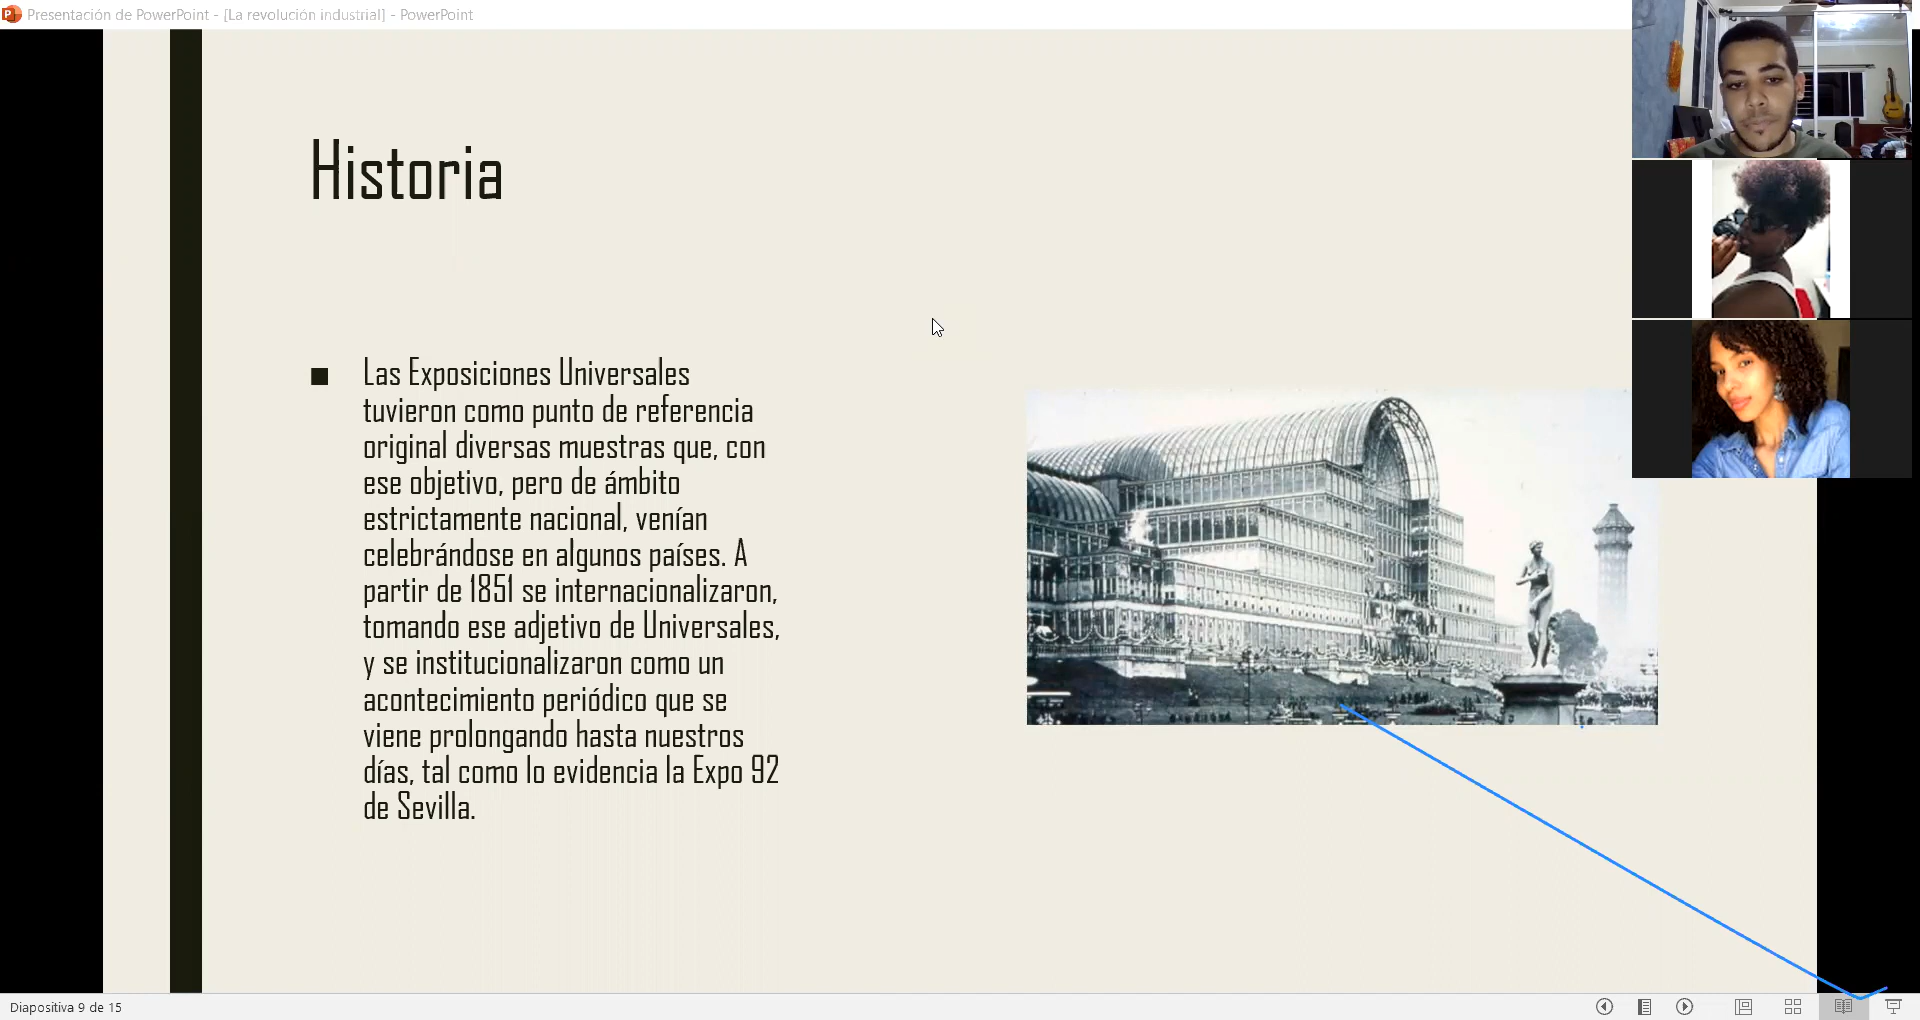 Presentación de PowerPoint - [La revolución industrial] - PowerPoint
Historia
Las Exposiciones Universales
tuvieron como punto de referencia
original diversas muestras que, con
ese objetivo, pero de ámbito
estrictamente nacional, venían
celebrándose en algunos países. A
partir de 1851 se internacionalizaron,
tomando ese adjetivo de Universales,
y se institucionalizaron como un
acontecimiento periódico que se
viene prolongando hasta nuestros
días, tal como lo evidencia la Expo 92
de Sevilla.
Diapositiva 9 de 15